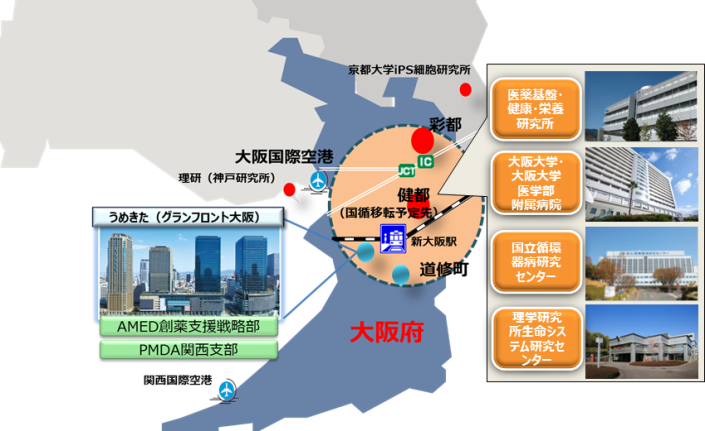 京都大学iPS細胞研究所
彩都
大阪国際空港
IC
JCT
理研（神戸研究所）
健都
（国循移転予定先）
うめきた（グランフロント大阪）
新大阪駅
道修町
AMED創薬支援戦略部
PMDA関西支部
大阪府
関西国際空港
医薬基盤・
健康・栄養
研究所
大阪大学・
大阪大学
医学部
附属病院
国立循環
器病研究
センター
理学研究
所生命シス
テム研究セ
ンター